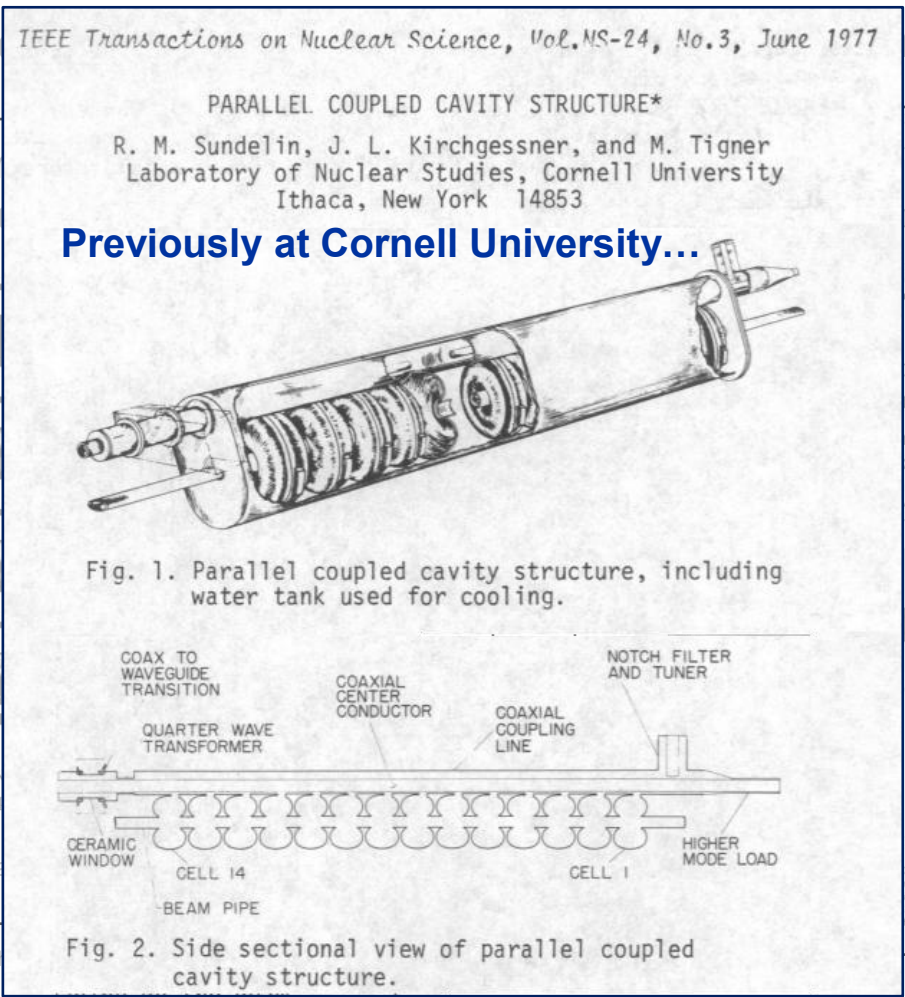 IEEE Transactions on Nuclear Science, Vol.NS-24, No.3, June 1977
PARALLEL COUPLED CAVITY STRUCTURE*
R. M. Sundelin, J. L. Kirchgessner, and M. Tigner
Laboratory of Nuclear Studies, Cornell University
Ithaca, New York 14853
Previously at Cornell University…
Fig. 1. Parallel coupled cavity structure, including
water tank used for cooling.
COAX TO
WAVEGUIDE
TRANSITION
QUARTER WAVE
TRANSFORMER
COAXIAL
CENTER
CONDUCTOR
COAXIAL
COUPLING
LINE
NOTCH FILTER
AND TUNER
CERAMIC
WINDOW
CELL 14
BEAM PIPE
CELL 1
HIGHER
MODE LOAD
Fig. 2. Side sectional view of parallel coupled
cavity structure.